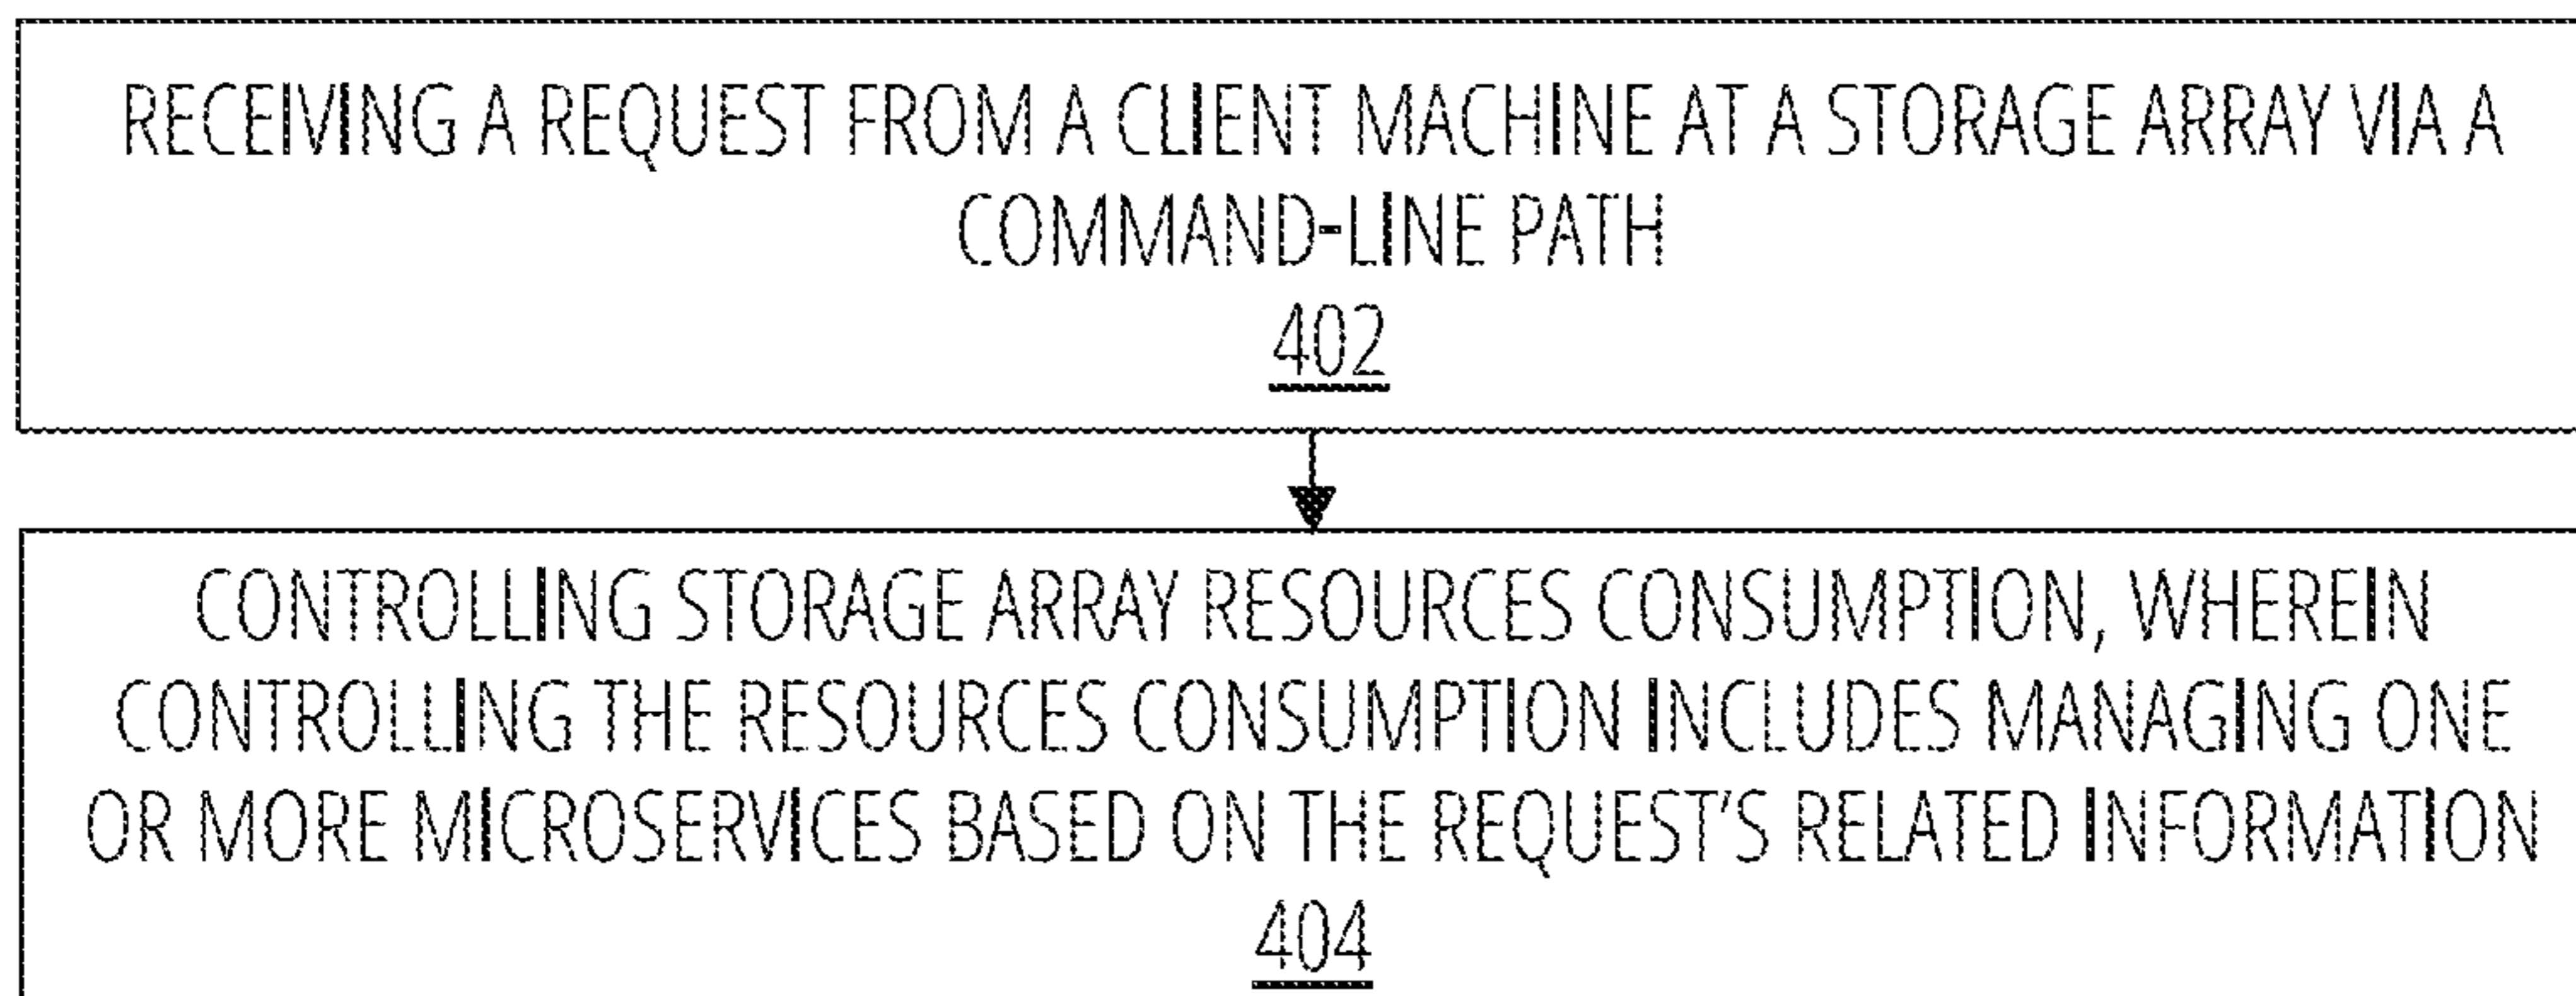 RECEIVING A REQUEST FROM A CLIENT MACHINE AT A STORAGE ARRAY VIA A
COMMAND-LINE PATH
402
CONTROLLING STORAGE ARRAY RESOURCES CONSUMPTION, WHEREIN
CONTROLLING THE RESOURCES CONSUMPTION INCLUDES MANAGING ONE
OR MORE MICROSERVICES BASED ON THE REQUEST’S RELATED INFORMATION
404